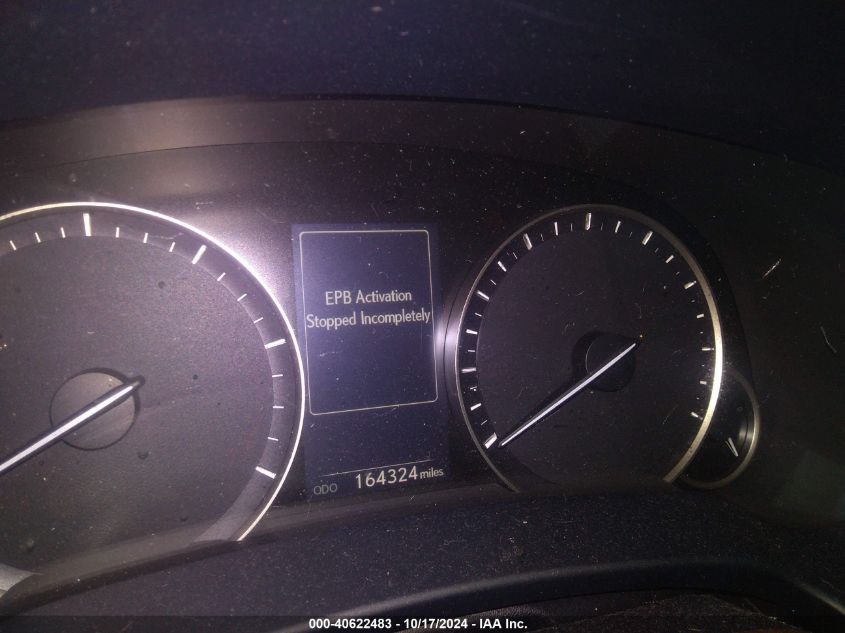 EPB Activation
Stopped Incompletely
ODO 164324 miles
000-40622483 - 10/17/2024 - IAA Inc.